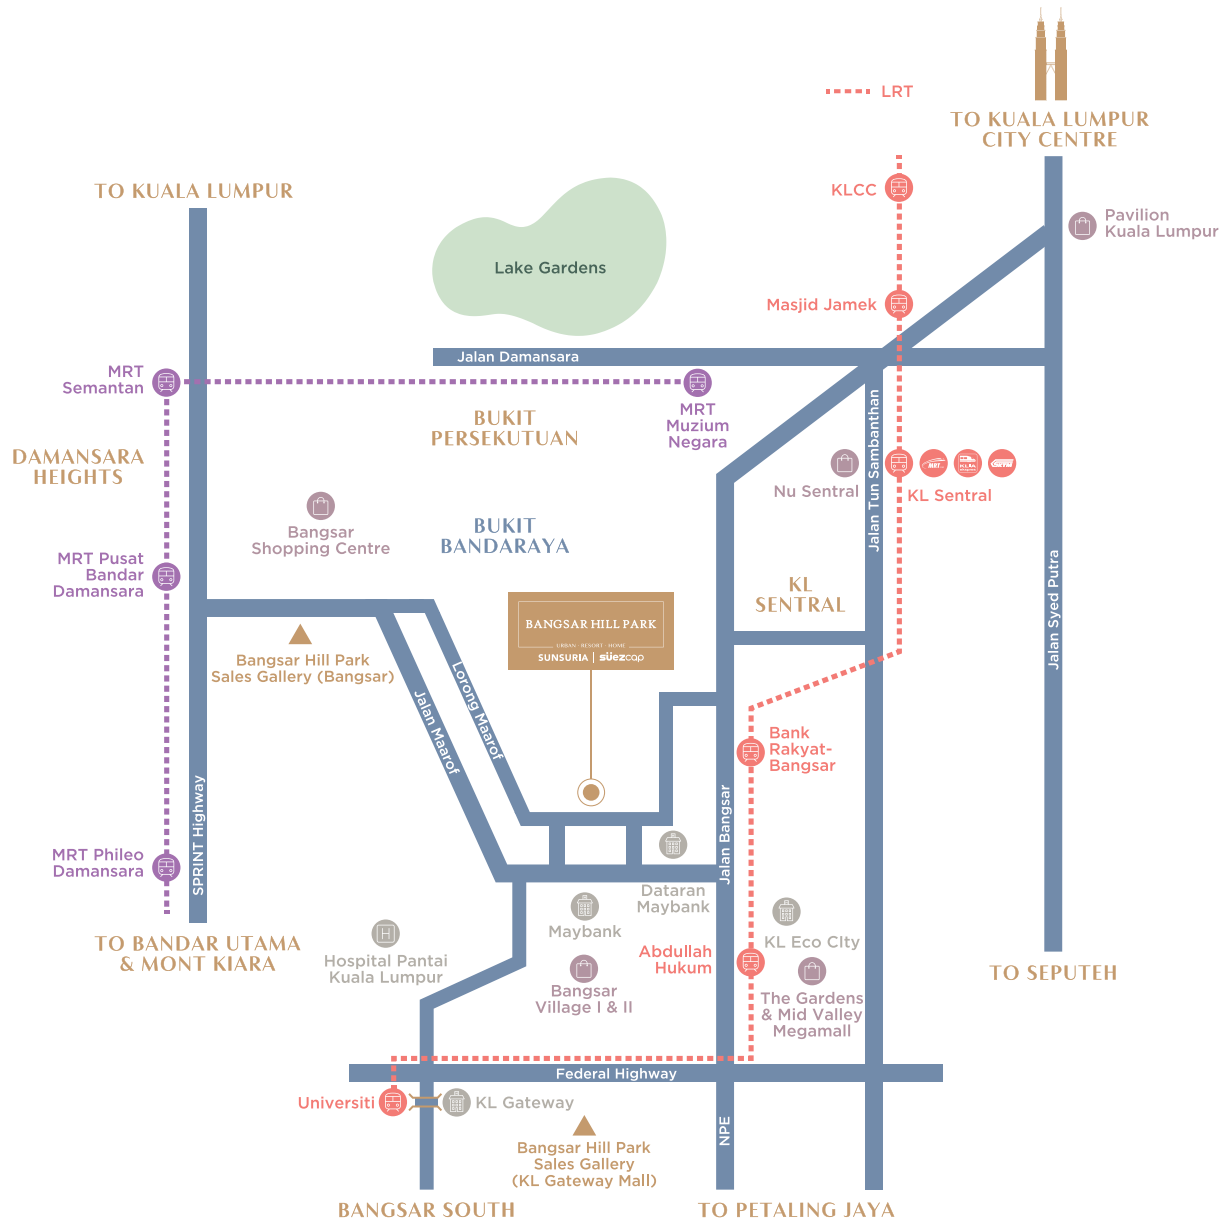 LRT
TO KUALA LUMPUR
CITY CENTRE
TO KUALA LUMPUR
KLCC
Pavilion
Kuala Lumpur
Lake Gardens
Masjid Jamek
Jalan Damansara
MRT
Semantan
MRT
Muzium
Negara
BUKIT
PERSEKUTUAN
DAMANSARA
HEIGHTS
Jalan Tun Sambanthan
Nu Sentral
MRT
KLIA
KL Sentral
Bangsar
Shopping Centre
BUKIT
BANDARAYA
MRT Pusat
Bandar
Damansara
KL
SENTRAL
Jalan Syed Putra
BANGSAR HILL PARK
URBAN · RESORT · HOME
SUNSURIA | süezcap
Bangsar Hill Park
Sales Gallery (Bangsar)
Lorong Maarof
Jalan Maarof
Bank
Rakyat-
Bangsar
SPRINT Highway
Jalan Bangsar
MRT Phileo
Damansara
Dataran
Maybank
Maybank
KL Eco CIty
TO BANDAR UTAMA
& MONT KIARA
Hospital Pantai
Kuala Lumpur
H
Abdullah
Hukum
TO SEPUTEH
Bangsar
Village I & II
The Gardens
& Mid Valley
Megamall
Federal Highway
Universiti
KL Gateway
NPE
Bangsar Hill Park
Sales Gallery
(KL Gateway Mall)
BANGSAR SOUTH
TO PETALING JAYA